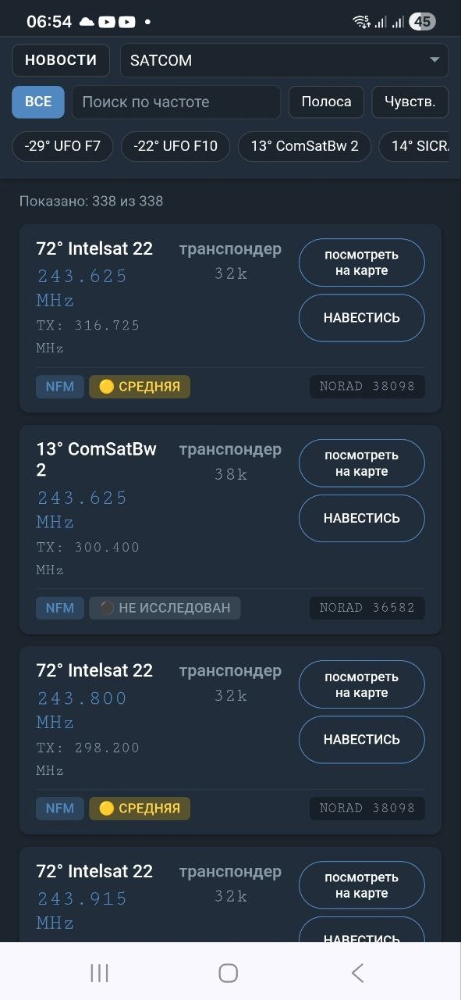 06:54
45
НОВОСТИ
SATCOM
ВСЕ
Поиск по частоте
Полоса
Чувств.
-29° UFO F7
-22° UFO F10
13° ComSatBw 2
14° SICR
Показано: 338 из 338
72° Intelsat 22
243.625
MHz
TX: 316.725
MHz
транспондер
32k
посмотреть
на карте
НАВЕСТИСЬ
NFM
СРЕДНЯЯ
NORAD 38098
13° ComSatBw
2
243.625
MHz
TX: 300.400
MHz
транспондер
38k
посмотреть
на карте
НАВЕСТИСЬ
NFM
НЕ ИССЛЕДОВАН
NORAD 36582
72° Intelsat 22
243.800
MHz
TX: 298.200
MHz
транспондер
32k
посмотреть
на карте
НАВЕСТИСЬ
NFM
СРЕДНЯЯ
NORAD 38098
72° Intelsat 22
243.915
MHz
транспондер
32k
посмотреть
на карте
НАВЕСТИСЬ